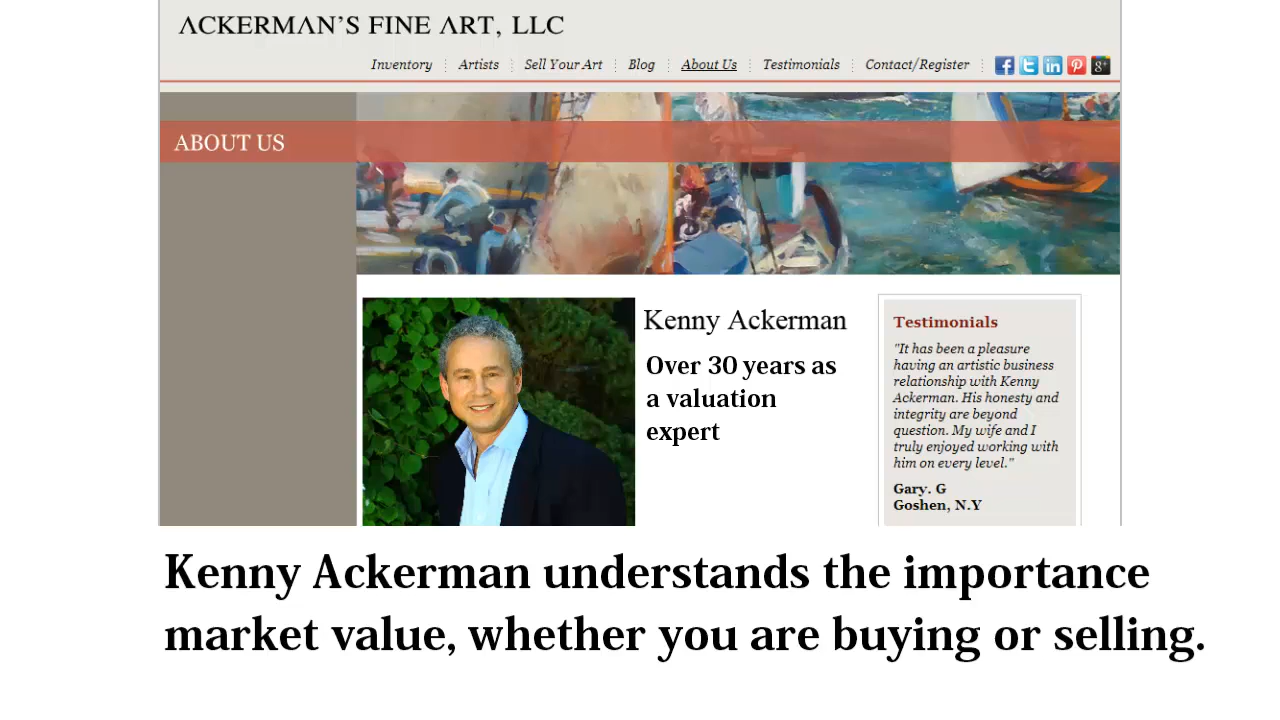 ACKERMAN'S FINE ART, LLC
Inventory Artists Sell Your Art Blog About Us Testimonials Contact/Register
ABOUT US
Kenny Ackerman
Over 30 years as
a valuation
expert
Testimonials
"It has been a pleasure
having an artistic business
relationship with Kenny
Ackerman. His honesty and
integrity are beyond
question. My wife and I
truly enjoyed working with
him on every level."
Gary. G
Goshen, N.Y
Kenny Ackerman understands the importance
market value, whether you are buying or selling.